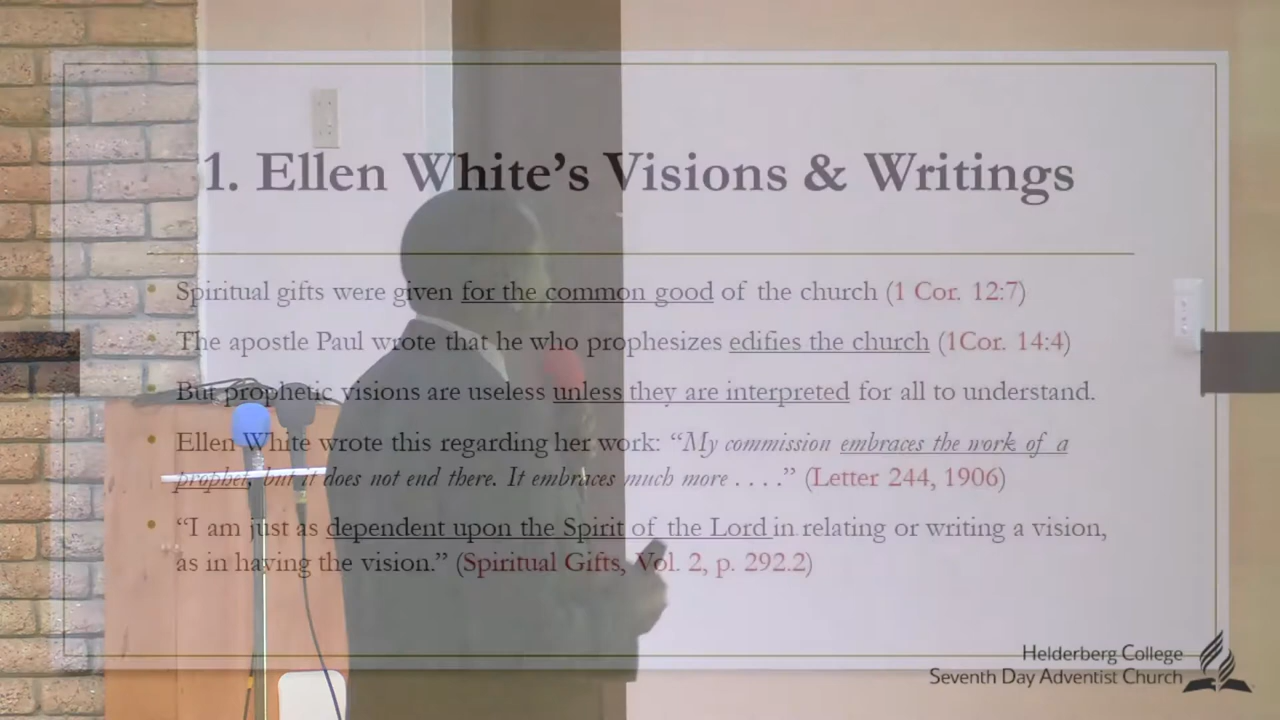 1. Ellen White's Visions & Writings
• Spiritual gifts were given for the common good of the church (1 Cor. 12:7)
• The apostle Paul wrote that he who prophesizes edifies the church (1Cor. 14:4)
• But prophetic visions are useless unless they are interpreted for all to understand.
• Ellen White wrote this regarding her work: “My commission embraces the work of a
prophet, but it does not end there. It embraces much more . . . .” (Letter 244, 1906)
• “I am just as dependent upon the Spirit of the Lord in relating or writing a vision,
as in having the vision.” (Spiritual Gifts, Vol. 2, p. 292.2)
Helderberg College
Seventh Day Adventist Church